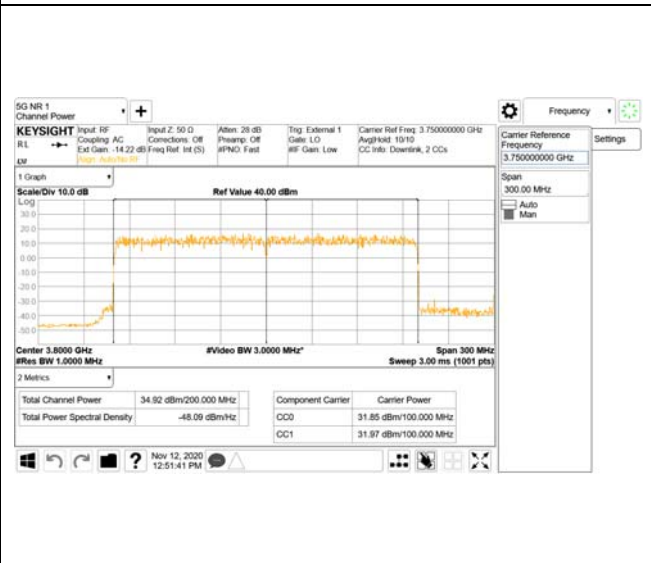 5G NR 1
Channel Power
+
Frequency
KEYSIGHT
Input: RF
Coupling: AC
Ext Gain: -14.22 dB
Align: Auto/No RF
Input Z: 50 Ω
Corrections: Off
Freq Ref: Int (S)
Atten: 28 dB
Preamp: Off
#PNO: Fast
Trig: External 1
Gate: LO
#IF Gain: Low
Carrier Ref Freq: 3.750000000 GHz
Avg|Hold: 10/10
CC Info: Downlink, 2 CCs
RL
Carrier Reference
Frequency
3.750000000 GHz
Settings
Span
300.00 MHz
Auto
Man
1 Graph
Scale/Div 10.0 dB
Ref Value 40.00 dBm
Log
30.0
20.0
10.0
0.00
-10.0
-20.0
-30.0
-40.0
-50.0
Center 3.8000 GHz
#Video BW 3.0000 MHz*
Span 300 MHz
#Res BW 1.0000 MHz
Sweep 3.00 ms (1001 pts)
2 Metrics
Total Channel Power
34.92 dBm/200.000 MHz
Total Power Spectral Density
-48.09 dBm/Hz
Component Carrier
Carrier Power
CC0
31.85 dBm/100.000 MHz
CC1
31.97 dBm/100.000 MHz
?
Nov 12, 2020
12:51:41 PM